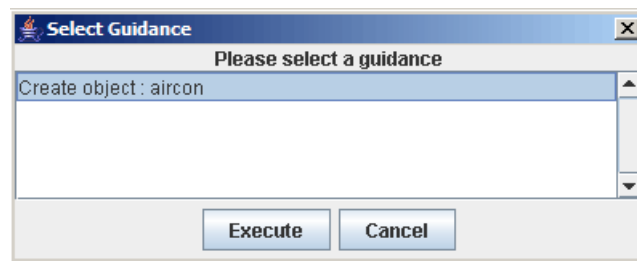 Select Guidance
Please select a guidance
Create object : aircon
Execute Cancel